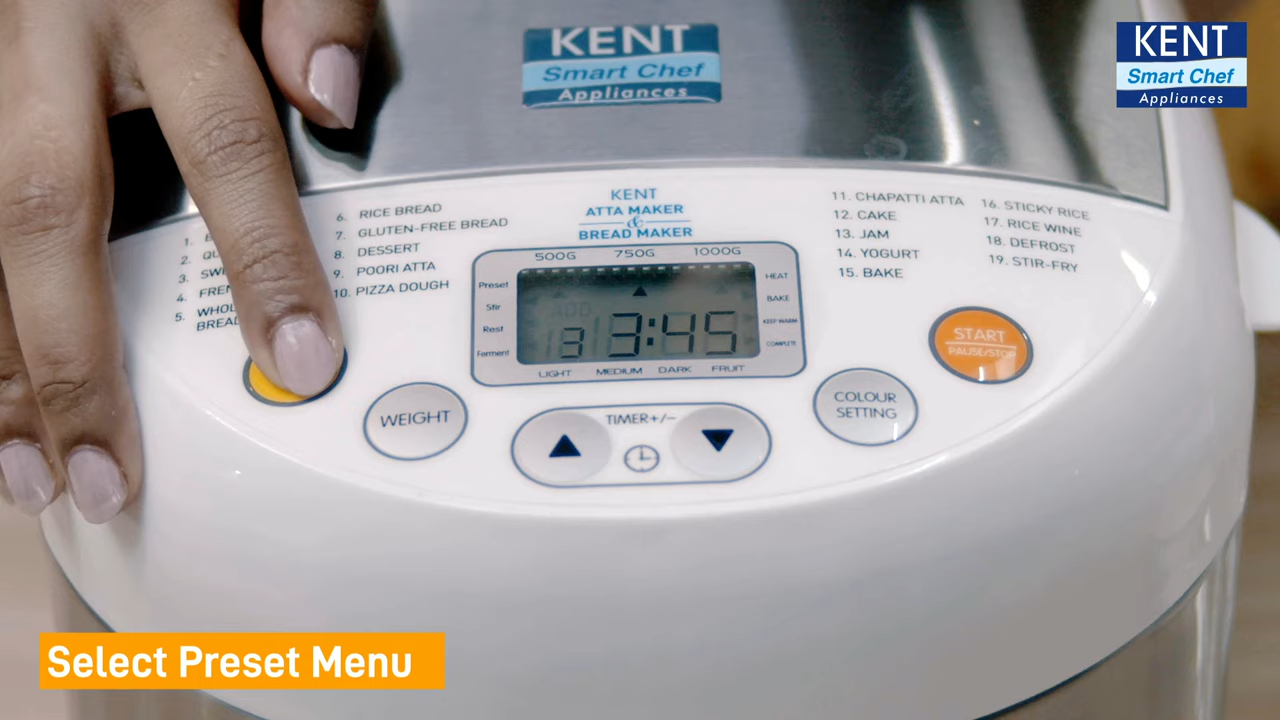 KENT
Smart Chef
Appliances
KENT
Smart Chef
Appliances
KENT
ATTA MAKER
&
BREAD MAKER
1.
2.
3.
4.
5.
BREAD
6. RICE BREAD
7. GLUTEN-FREE BREAD
8. DESSERT
9. POORI ATTA
10. PIZZA DOUGH
11. CHAPATTI ATTA
12. CAKE
13. JAM
14. YOGURT
15. BAKE
16. STICKY RICE
17. RICE WINE
18. DEFROST
19. STIR-FRY
500G 750G 1000G
Preset
Stir
Rest
Ferment
ADD
3 3:45
HEAT
BAKE
KEEP WARM
COMPLETE
LIGHT MEDIUM DARK FRUIT
WEIGHT
TIMER+/-
COLOUR
SETTING
START
PAUSE/STOP
Select Preset Menu